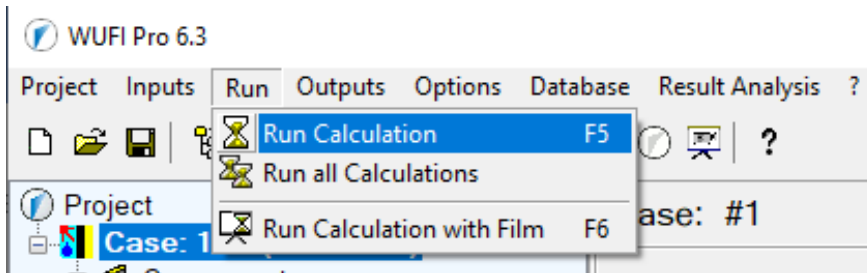 WUFI Pro 6.3
Project Inputs Run Outputs Options Database Result Analysis ?
Run Calculation F5
?
Run all Calculations
Project
Run Calculation with Film F6
ase: #1
Case: 1